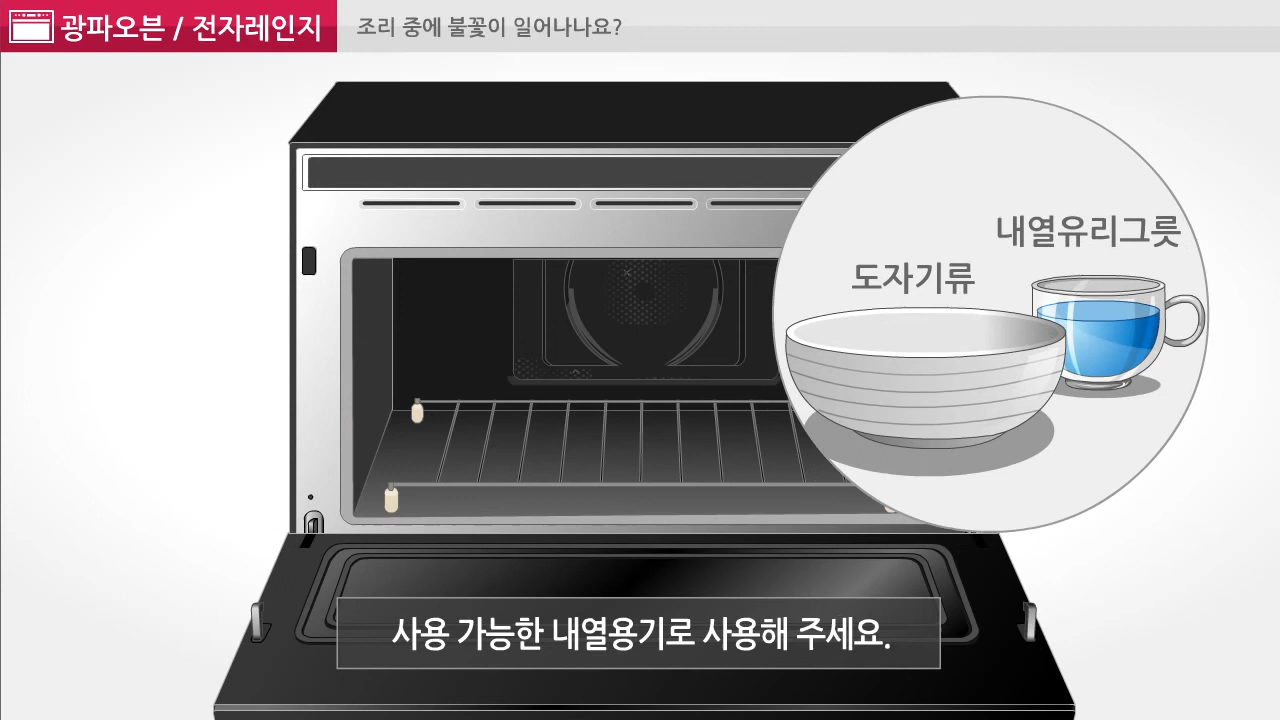 광파오븐 / 전자레인지
조리 중에 불꽃이 일어나나요?
내열유리그릇
도자기류
사용 가능한 내열용기로 사용해 주세요.